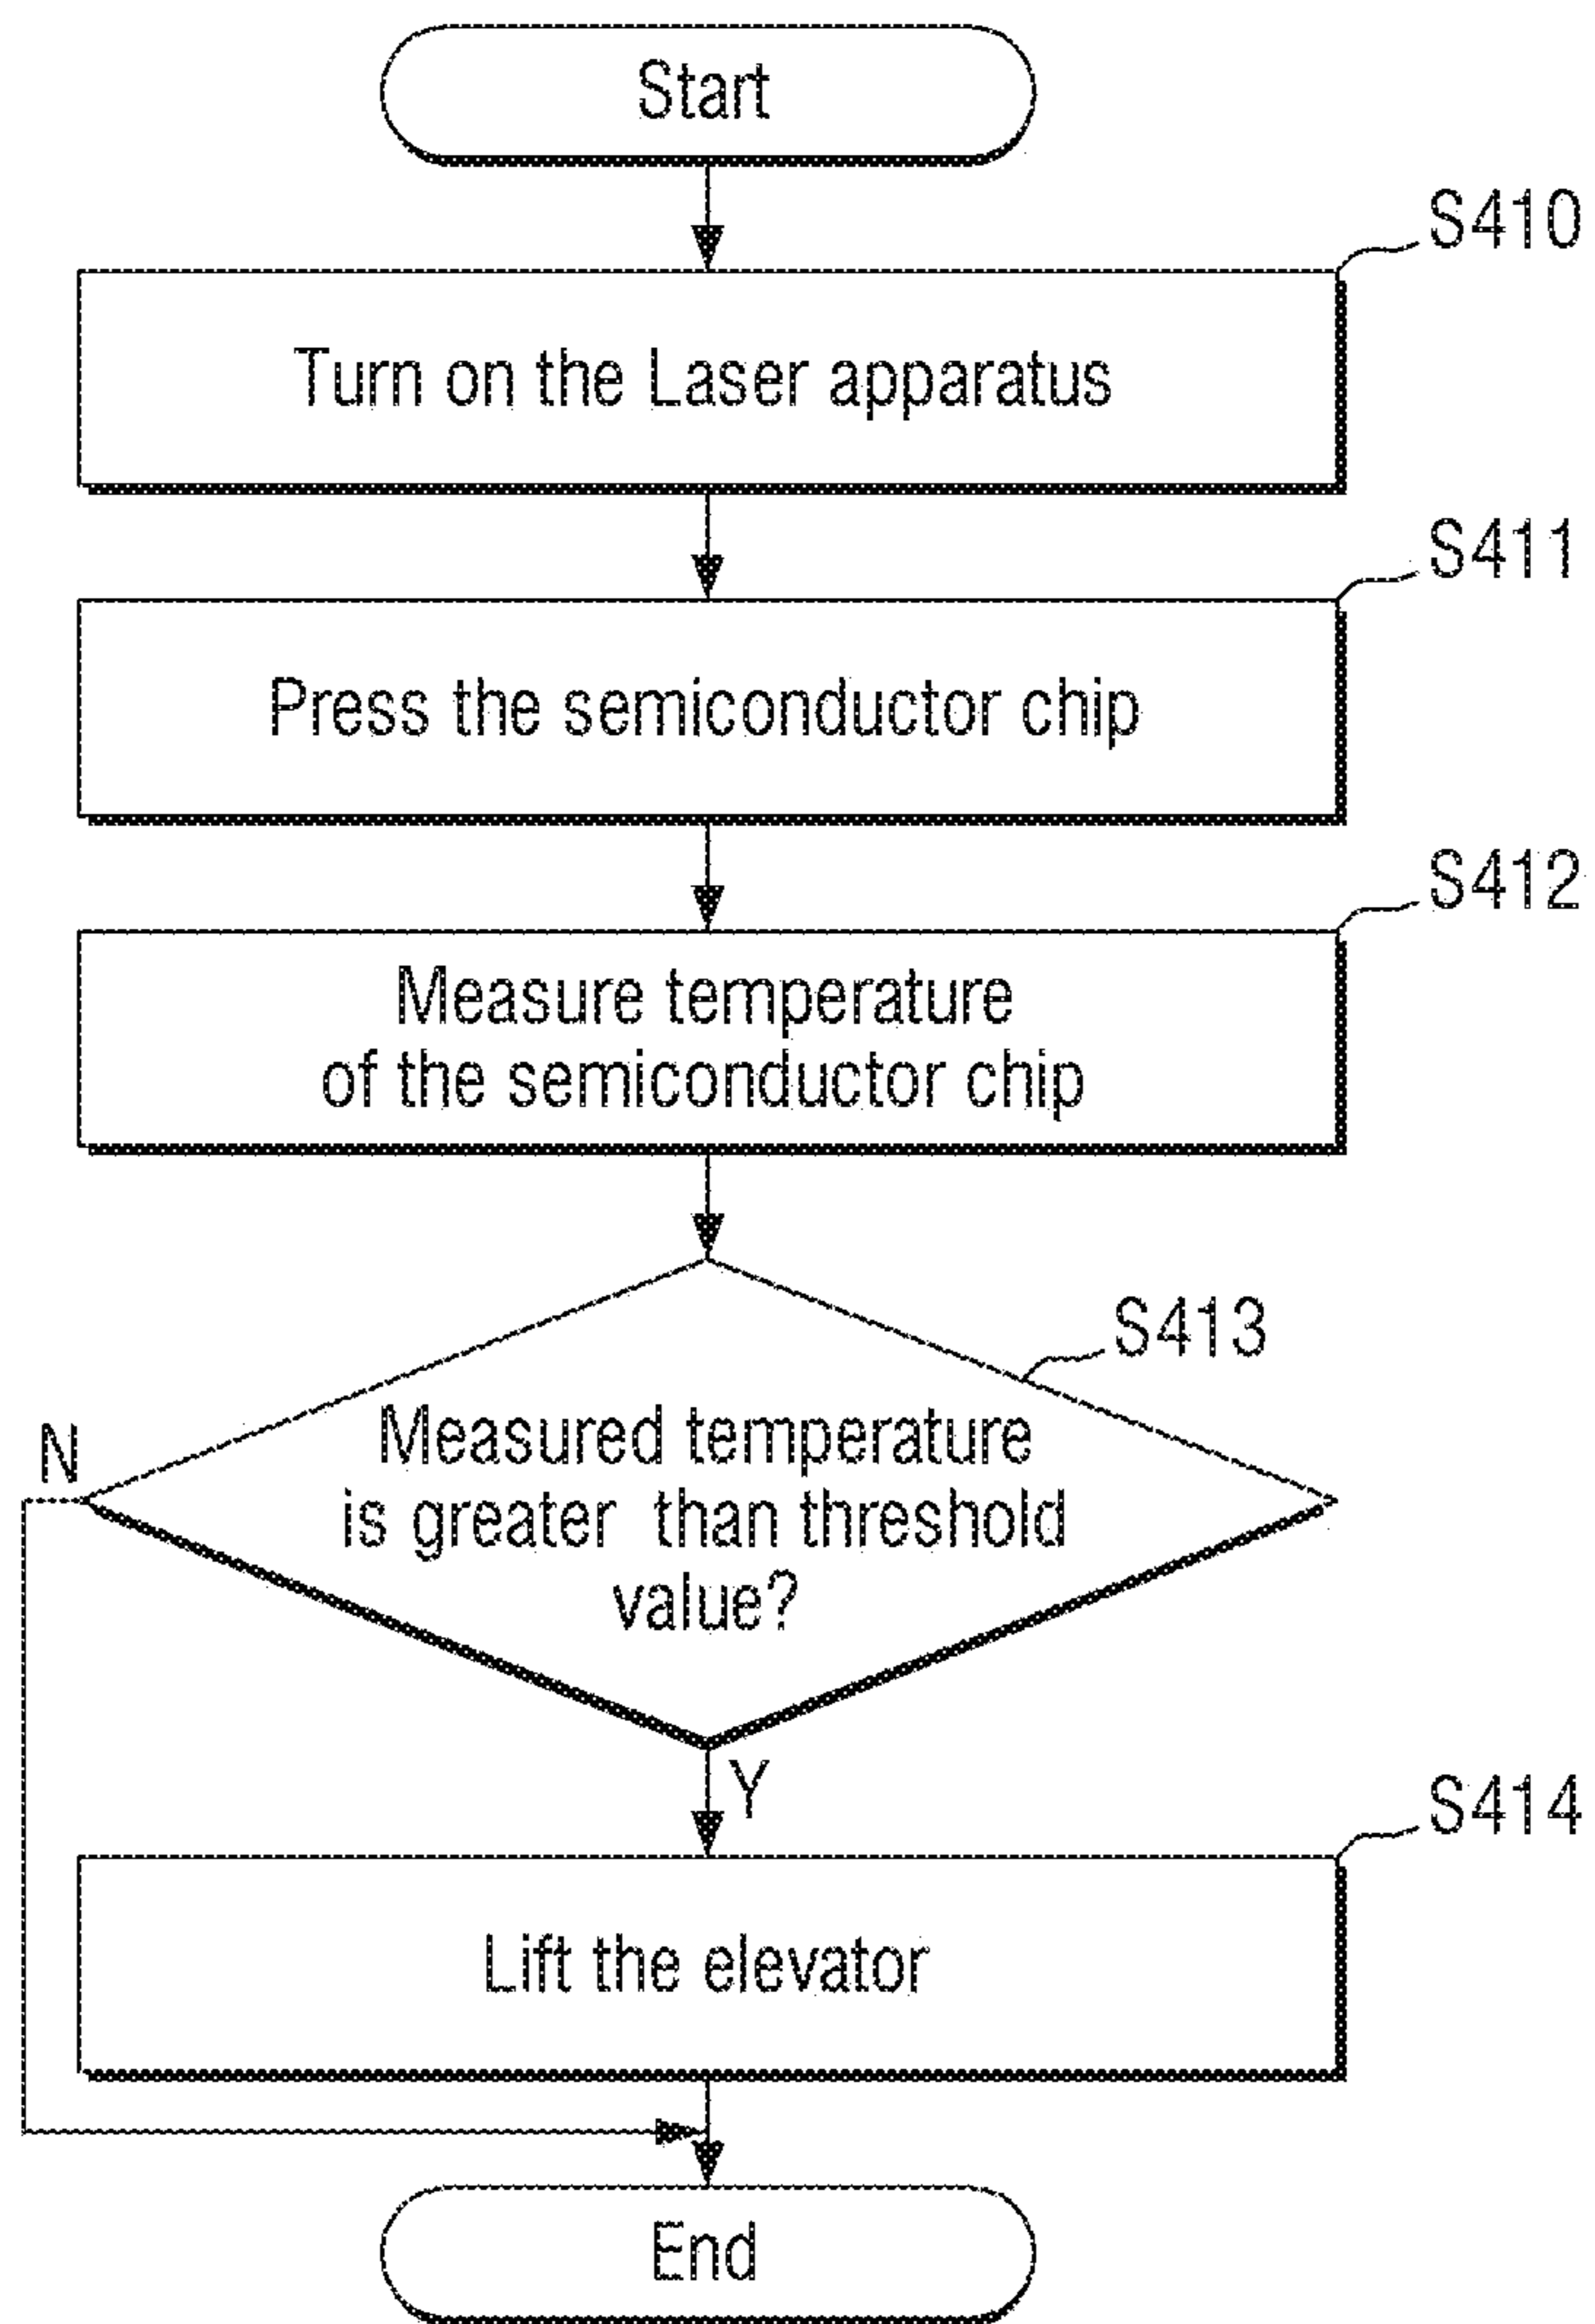 Start
S410
Turn on the Laser apparatus
S411
Press the semiconductor chip
S412
Measure temperature
of the semiconductor chip
S413
N
Measured temperature
is greater than threshold
value?
Y
S414
Lift the elevator
End